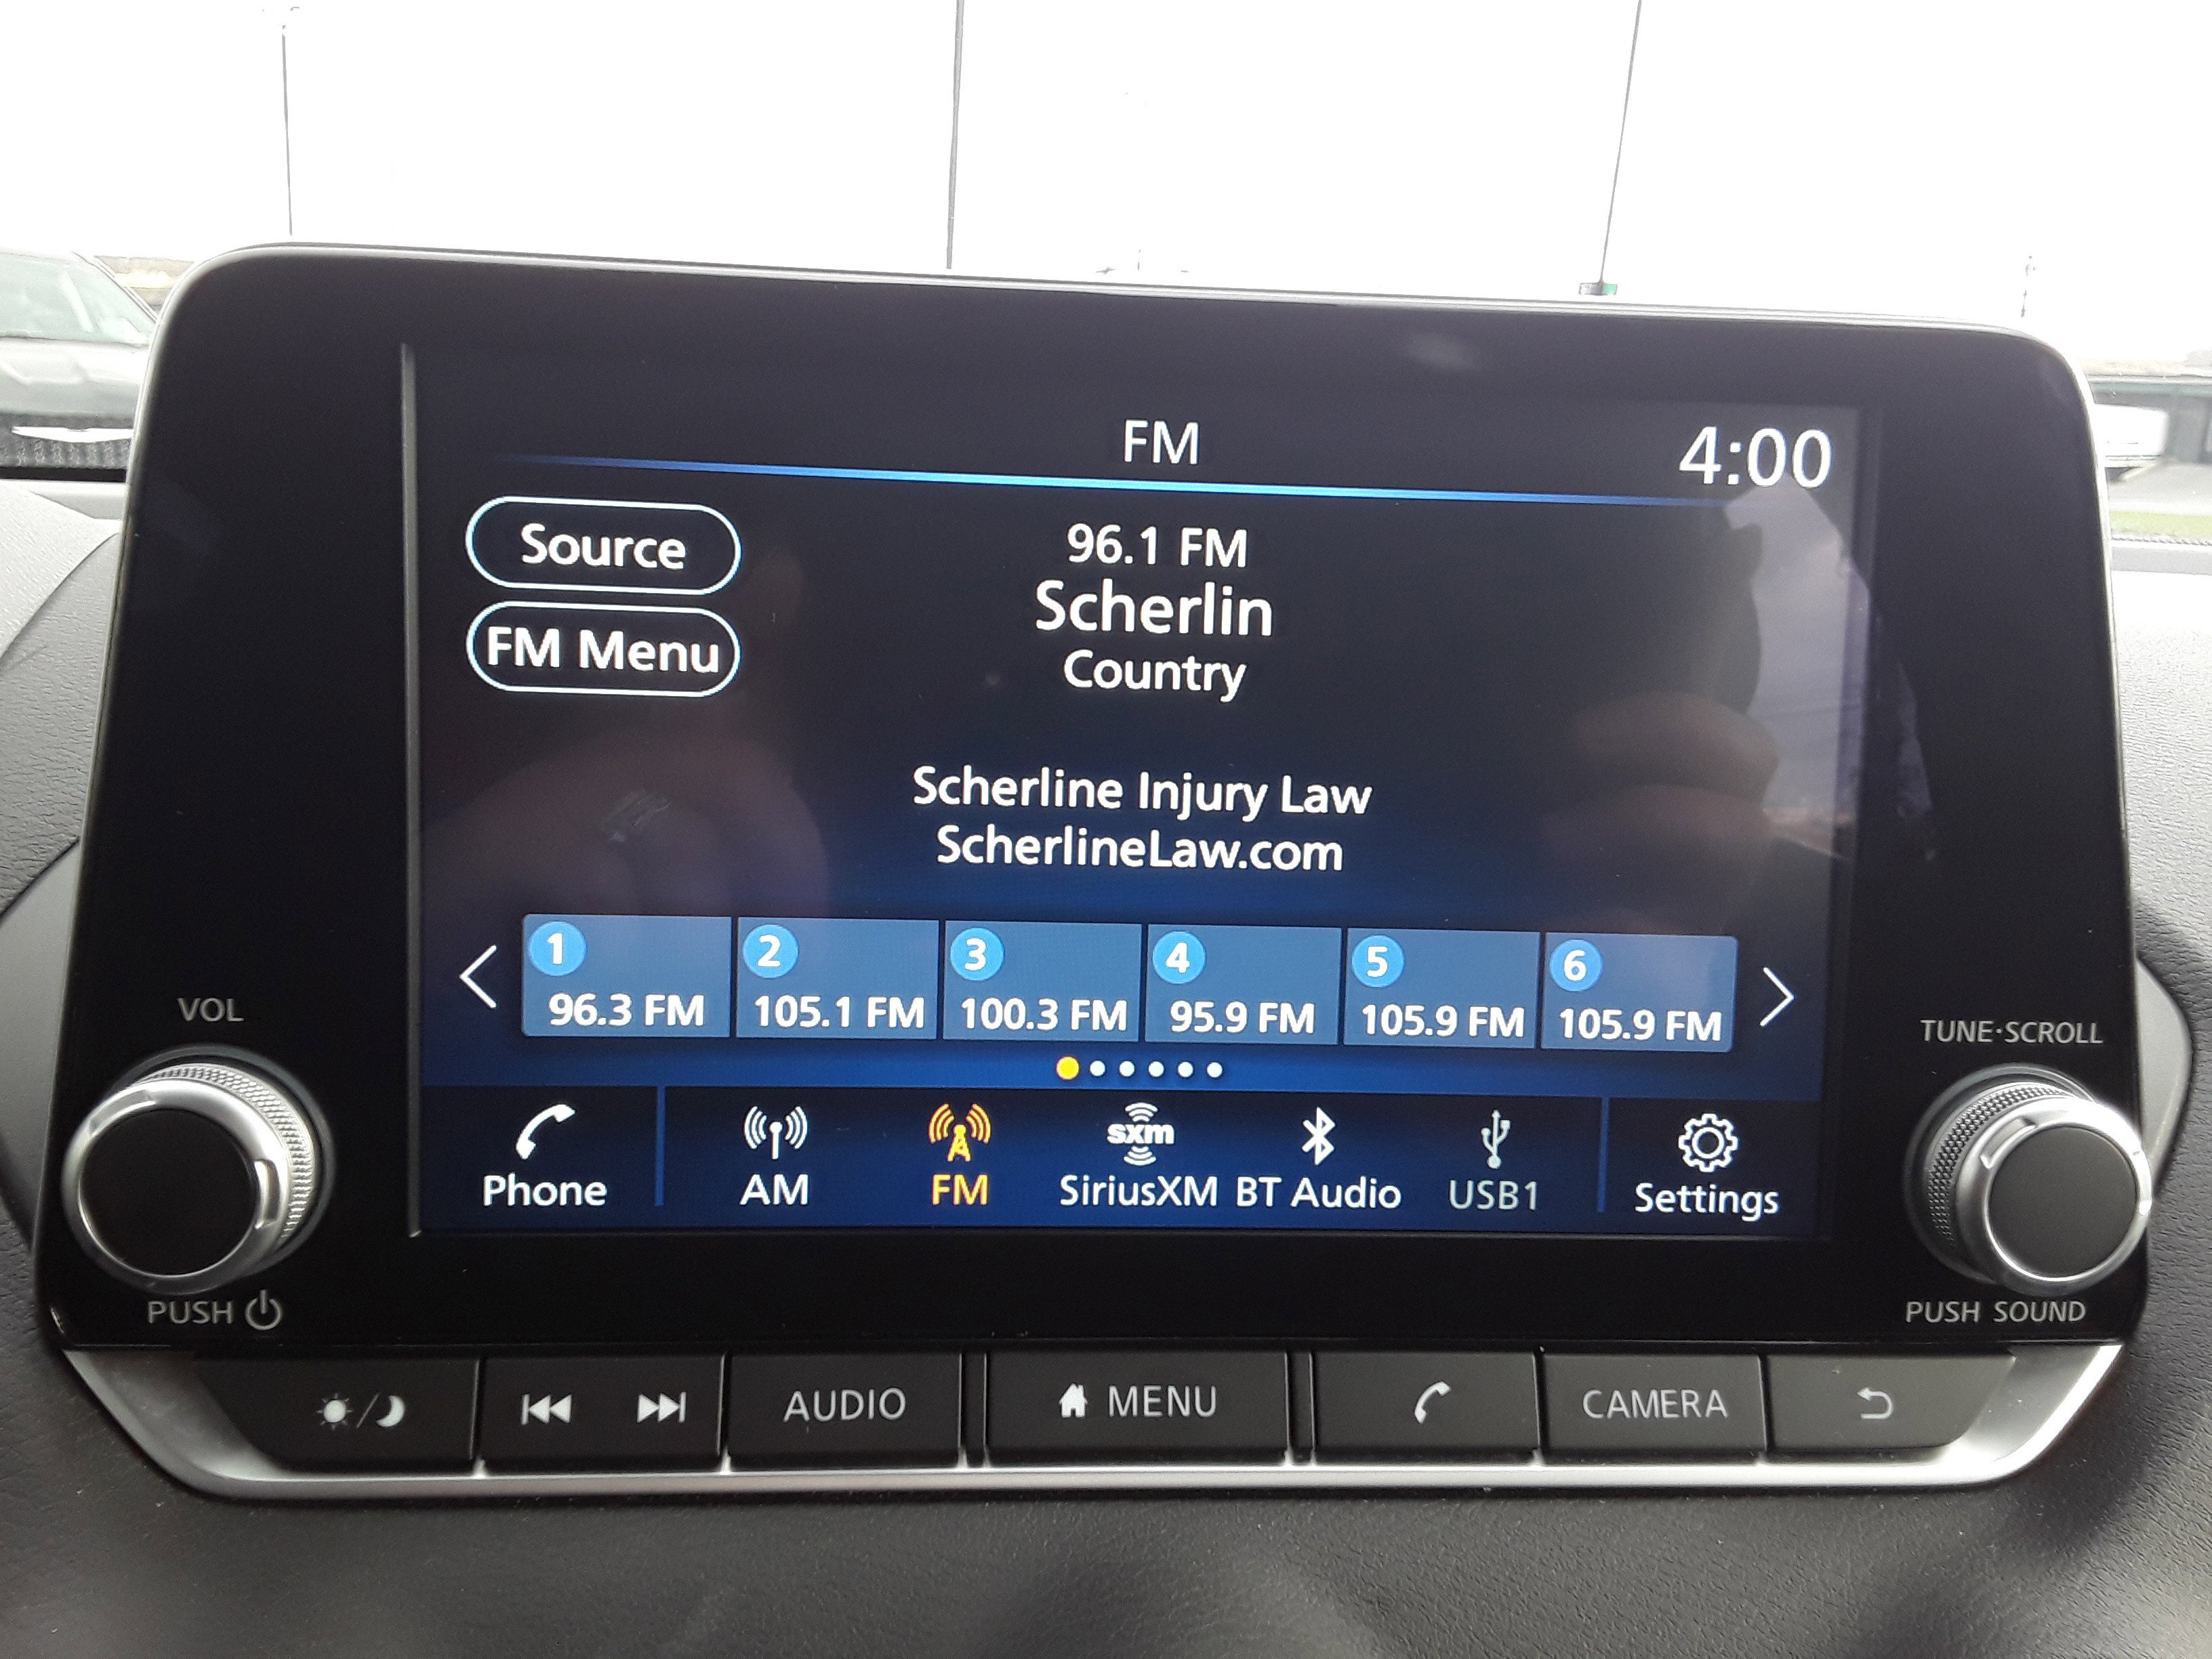 FM
4:00
Source
96.1 FM
Scherlin
FM Menu
Country
Scherline Injury Law
ScherlineLaw.com
1 2 3 4 5 6
96.3 FM 105.1 FM 100.3 FM 95.9 FM 105.9 FM 105.9 FM
VOL
TUNE·SCROLL
sxm
Phone AM FM SiriusXM BT Audio USB1 Settings
PUSH
PUSH SOUND
AUDIO MENU CAMERA